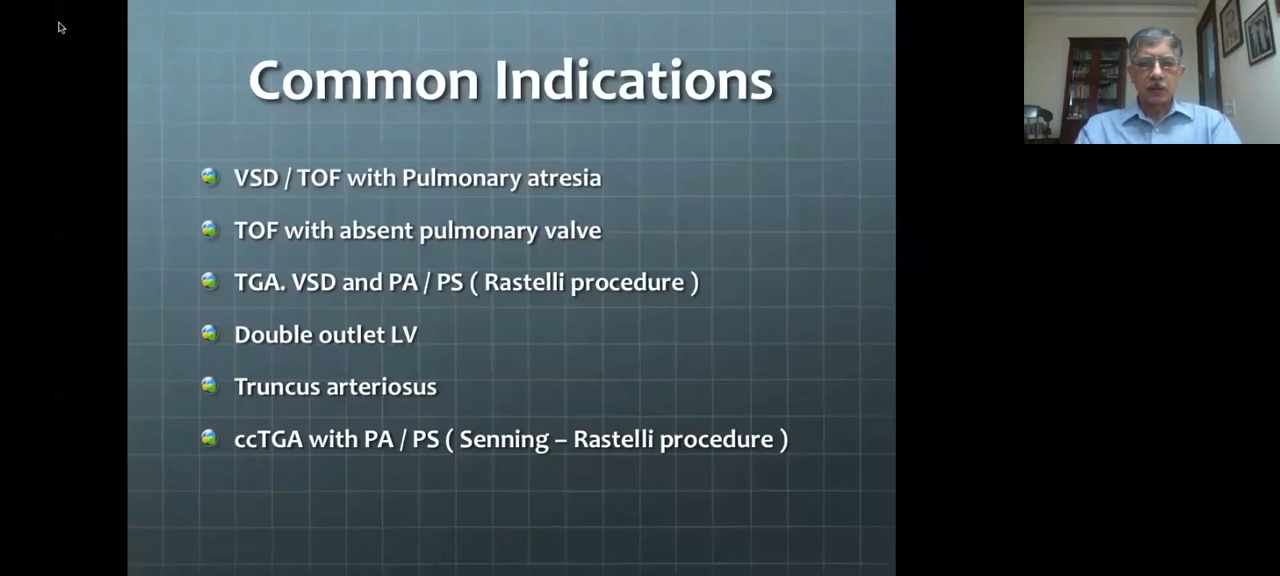 Common Indications
VSD / TOF with Pulmonary atresia
TOF with absent pulmonary valve
TGA. VSD and PA / PS ( Rastelli procedure )
Double outlet LV
Truncus arteriosus
ccTGA with PA / PS ( Senning – Rastelli procedure )